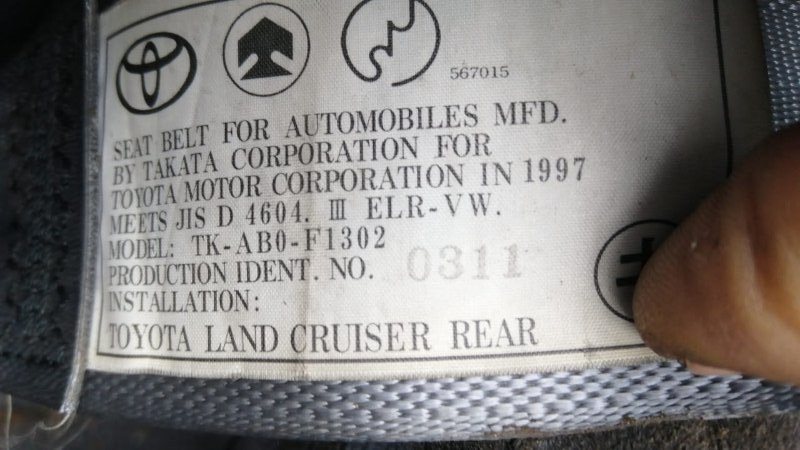 567015
SEAT BELT FOR AUTOMOBILES MFD.
BY TAKATA CORPORATION FOR
TOYOTA MOTOR CORPORATION IN 1997
MEETS JIS D 4604. Ⅲ ELR-VW.
MODEL: TK-AB0-F1302
PRODUCTION IDENT. NO. 0311
INSTALLATION:
TOYOTA LAND CRUISER REAR